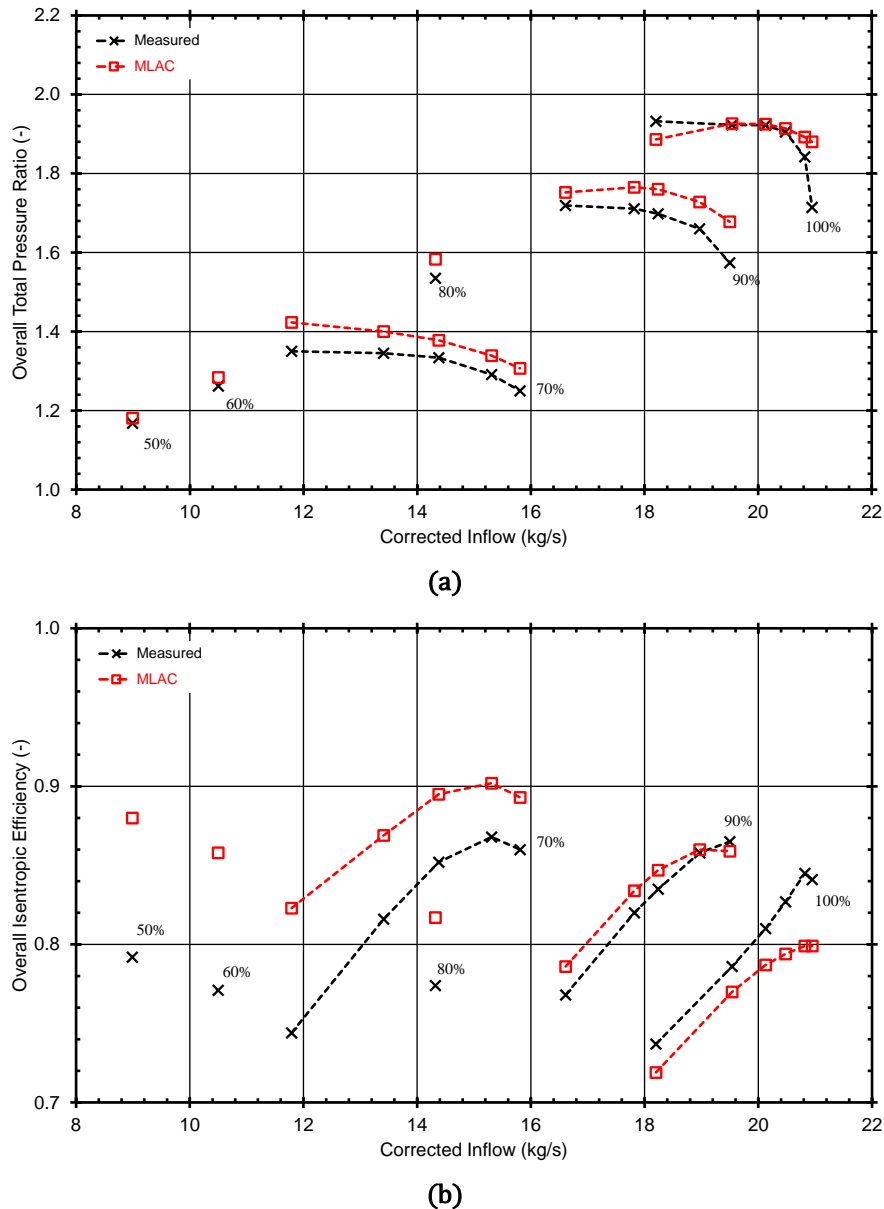 2.2
Measured
MLAC
2.0
1.8
100%
1.6
90%
80%
1.4
70%
60%
1.2
50%
1.0
8 10 12 14 16 18 20 22
Overall Total Pressure Ratio (-)
Corrected Inflow (kg/s)
(a)
1.0
Measured
MLAC
0.9
90%
70%
100%
50%
0.8
60%
80%
0.7
8 10 12 14 16 18 20 22
Overall Isentropic Efficiency (-)
Corrected Inflow (kg/s)
(b)